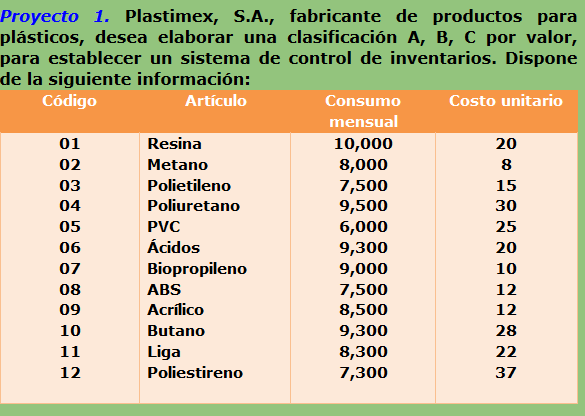 Proyecto 1. Plastimex, S.A., fabricante de productos para
plásticos, desea elaborar una clasificación A, B, C por valor,
para establecer un sistema de control de inventarios. Dispone
de la siguiente información:
Código Artículo Consumo mensual Costo unitario
01 Resina 10,000 20
02 Metano 8,000 8
03 Polietileno 7,500 15
04 Poliuretano 9,500 30
05 PVC 6,000 25
06 Ácidos 9,300 20
07 Biopropileno 9,000 10
08 ABS 7,500 12
09 Acrílico 8,500 12
10 Butano 9,300 28
11 Liga 8,300 22
12 Poliestireno 7,300 37